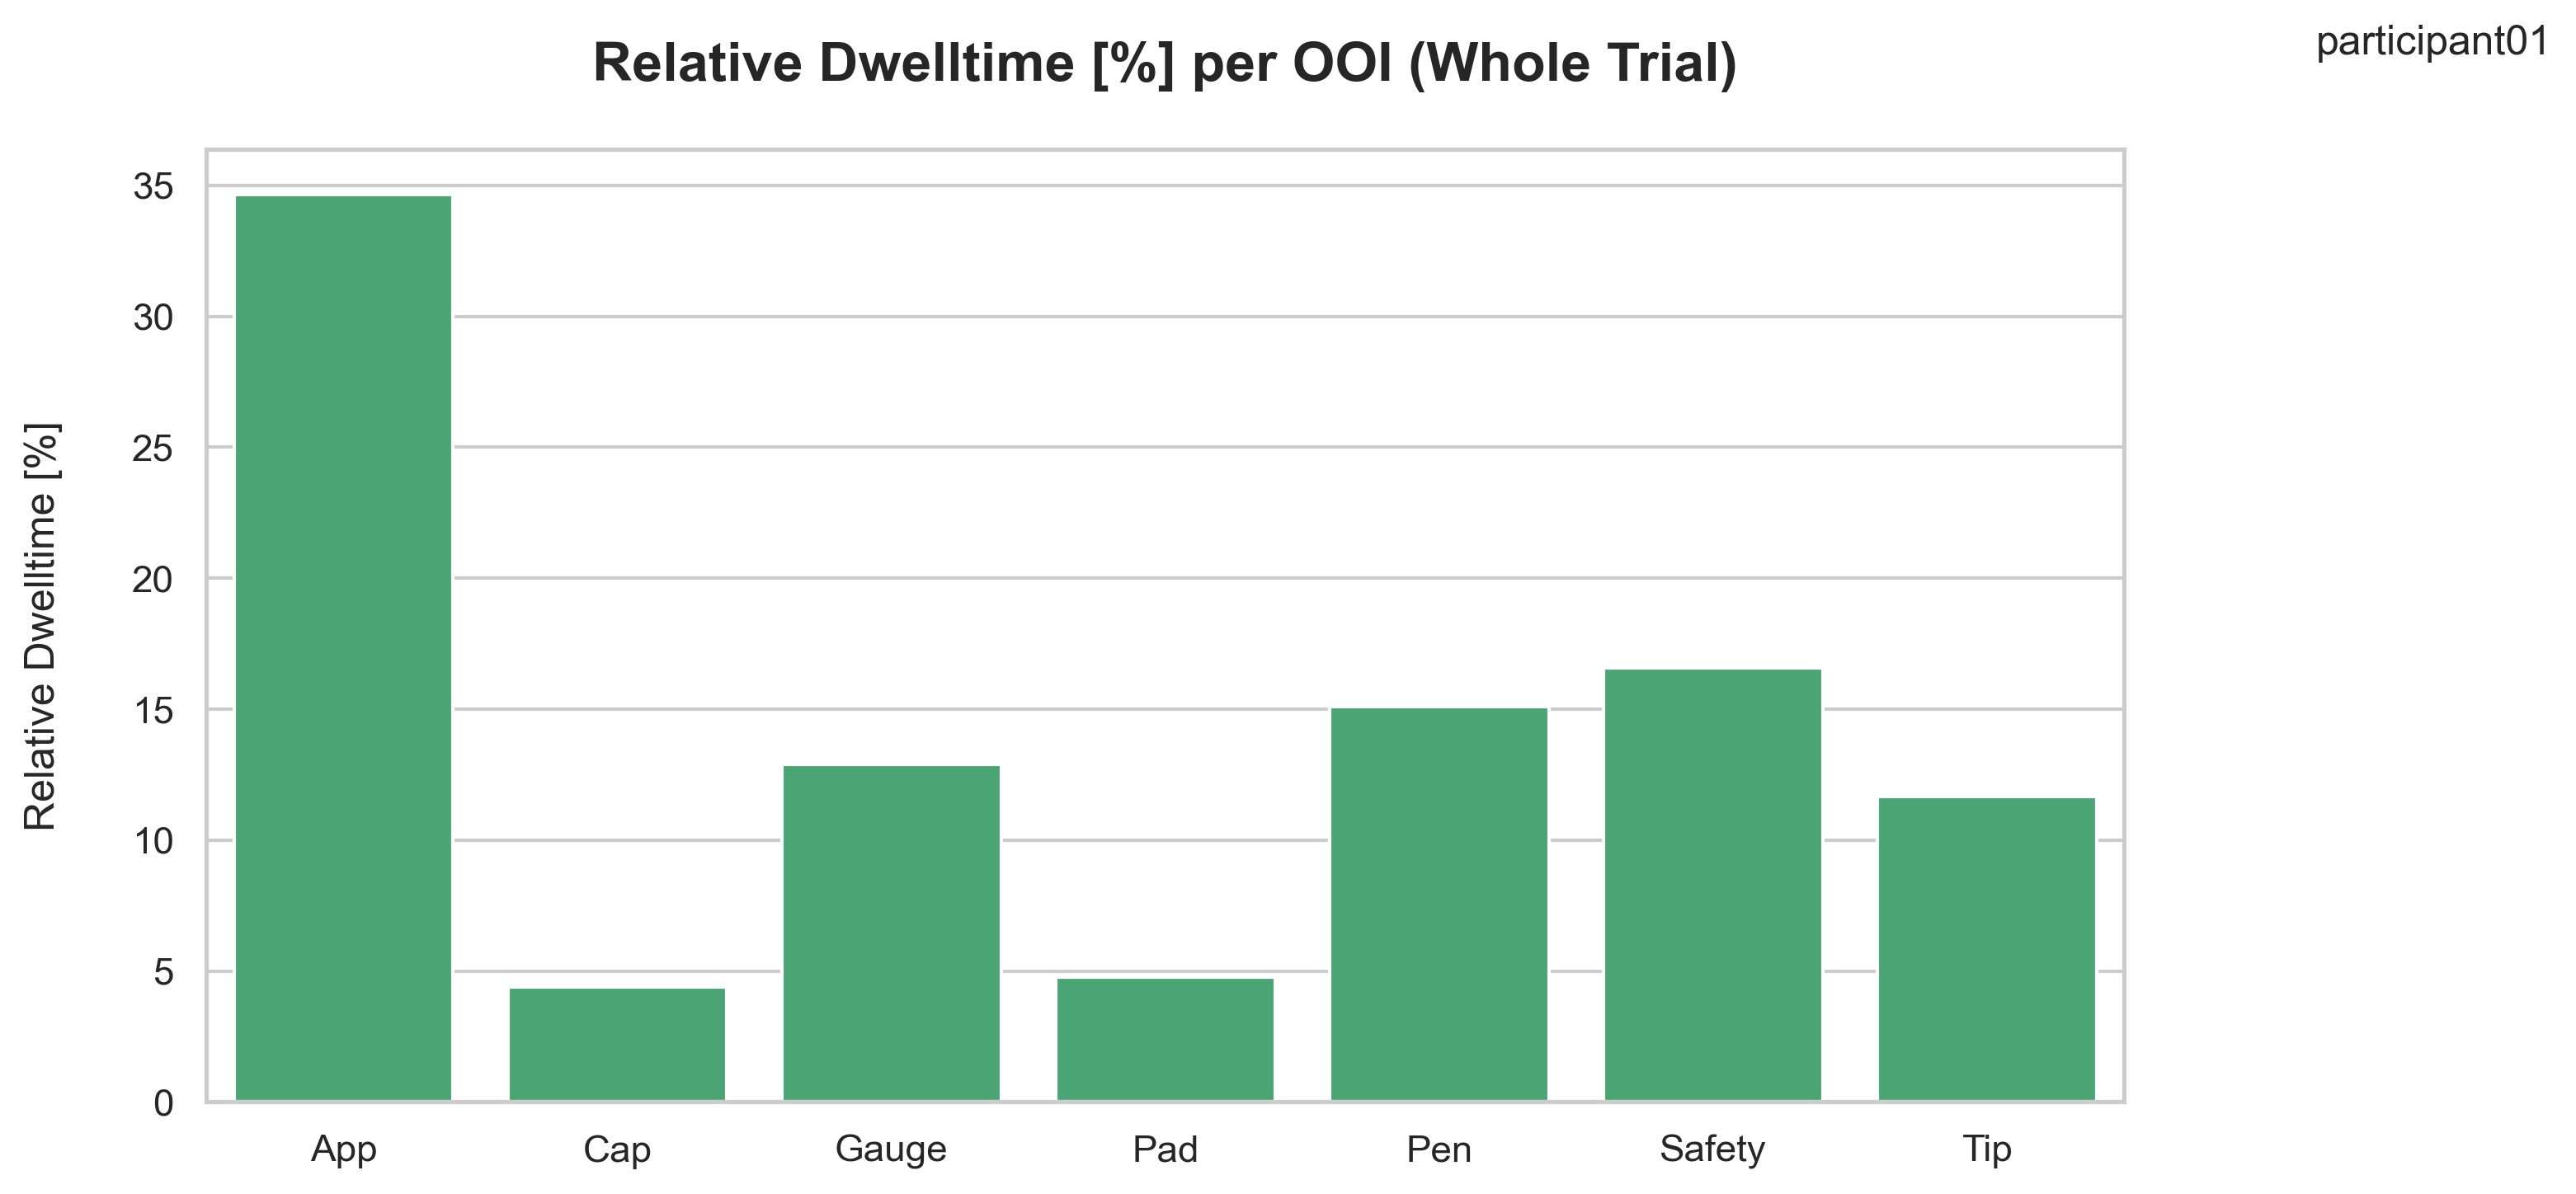 participant01
Relative Dwelltime [%] per OOI (Whole Trial)
Relative Dwelltime [%]
35
30
25
20
15
10
5
0
App Cap Gauge Pad Pen Safety Tip